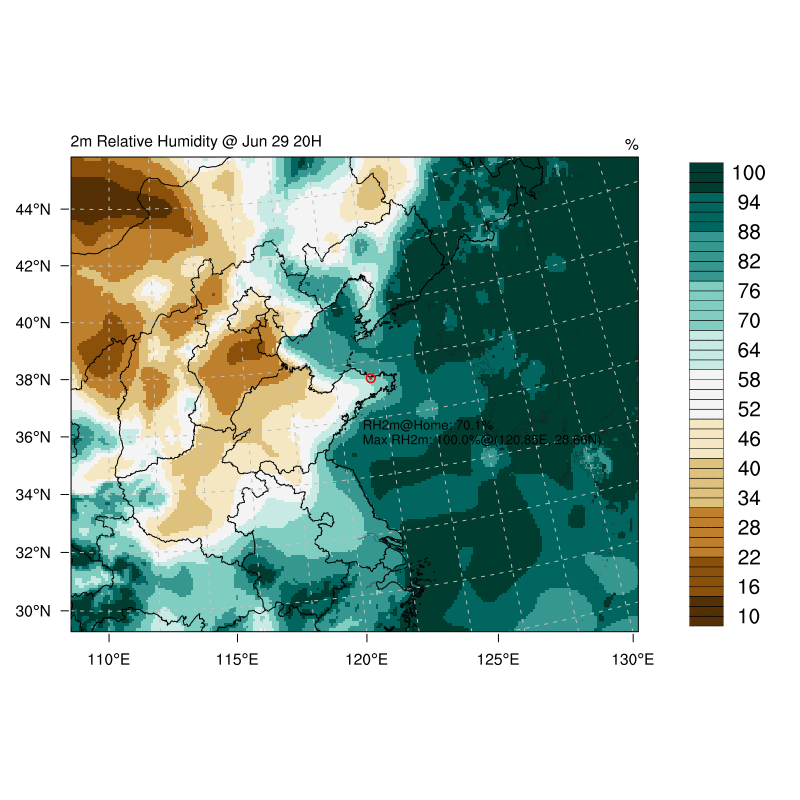 2m Relative Humidity @ Jun 29 20H
%
44°N
42°N
40°N
38°N
36°N
34°N
32°N
30°N
110°E
115°E
120°E
125°E
130°E
RH2m@Home: 70.1%
Max RH2m: 100.0%@(120.85E, 28.86N)
100
94
88
82
76
70
64
58
52
46
40
34
28
22
16
10